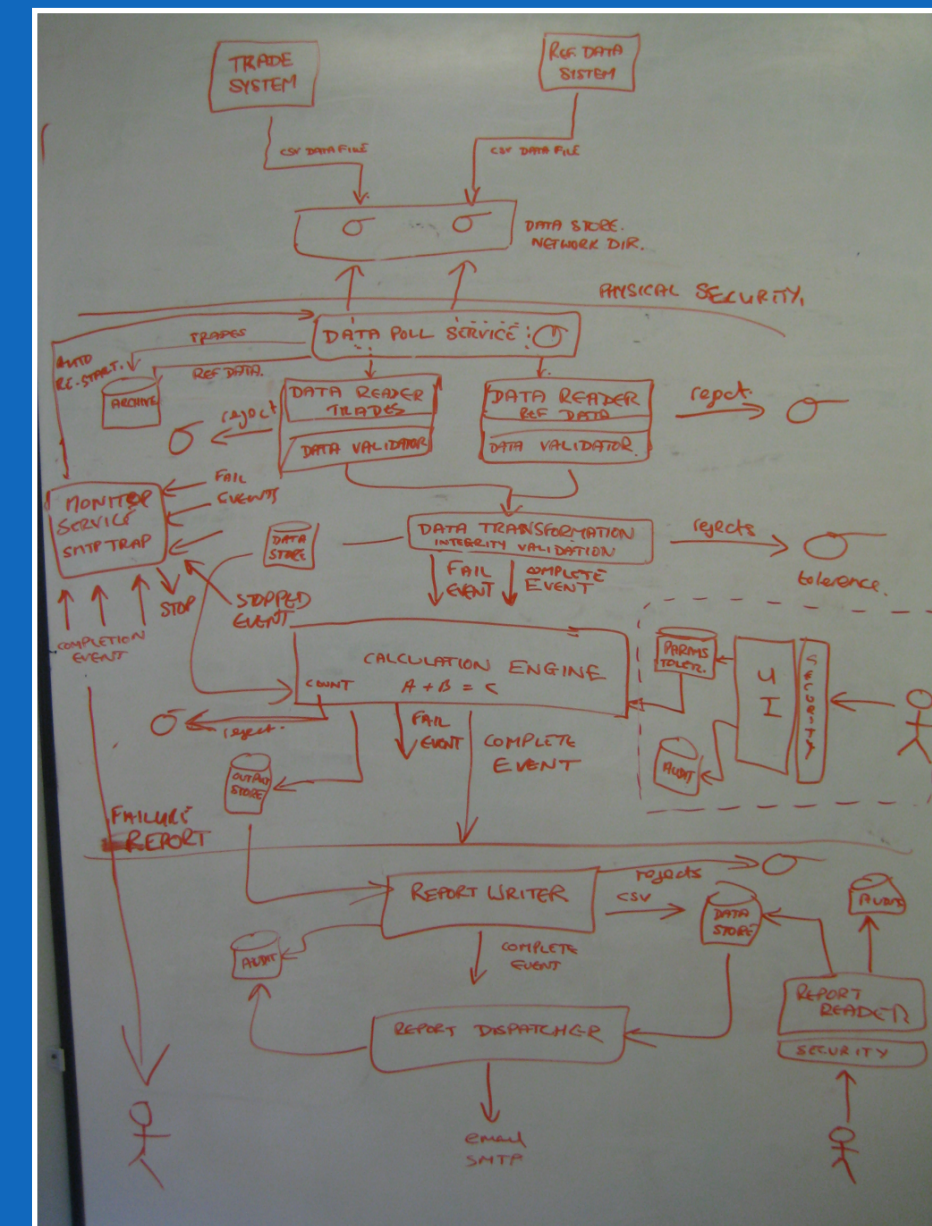 TRADE
SYSTEM
REF. DATA
SYSTEM
CSV DATA FILE
CSV DATA FILE
DATA STORE.
NETWORK DIR.
PHYSICAL SECURITY.
DATA POLL SERVICE
TRADES
AUTO
RE-START.
REF DATA.
ARCHIVE
DATA READER
TRADES
DATA VALIDATOR
DATA READER
REF DATA
DATA VALIDATOR.
reject
reject.
FAIL
EVENTS
MONITOR
SERVICE
SMTP TRAP
DATA
STORE
DATA TRANSFORMATION
INTEGRITY VALIDATION
rejects
tolerence.
FAIL
EVENT
COMPLETE
EVENT
STOP
STOPPED
EVENT
COMPLETION
EVENT
CALCULATION ENGINE
A + B = C
COUNT
reject.
FAIL
EVENT
COMPLETE
EVENT
PARAMS
TOLER.
UI
SECURITY
AUDIT
OUTPUT
STORE
FAILURE
REPORT
REPORT WRITER
rejects
CSV
DATA
STORE
AUDIT
AUDIT
COMPLETE
EVENT
REPORT DISPATCHER
REPORT
READER
SECURITY
email
SMTP